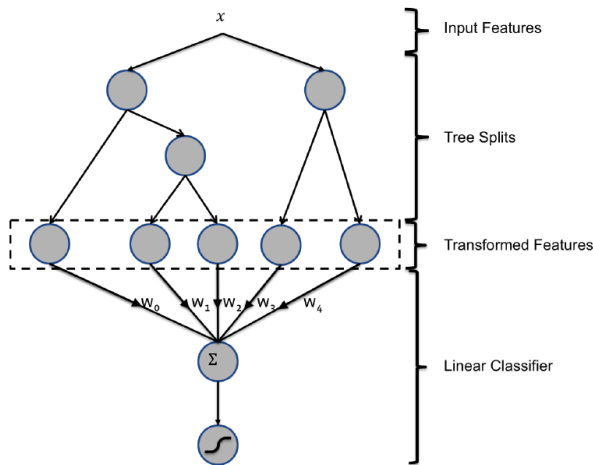 x
Input Features
Tree Splits
Transformed Features
w₀ w₁ w₂ w₃ w₄
Linear Classifier
Σ